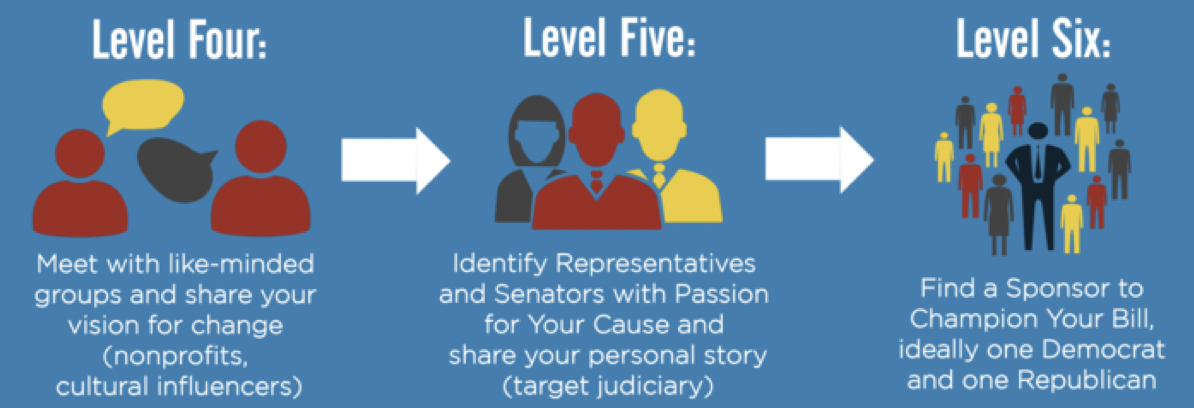 Level Four:
Meet with like-minded
groups and share your
vision for change
(nonprofits,
cultural influencers)
Level Five:
Identify Representatives
and Senators with Passion
for Your Cause and
share your personal story
(target judiciary)
Level Six:
Find a Sponsor to
Champion Your Bill,
ideally one Democrat
and one Republican